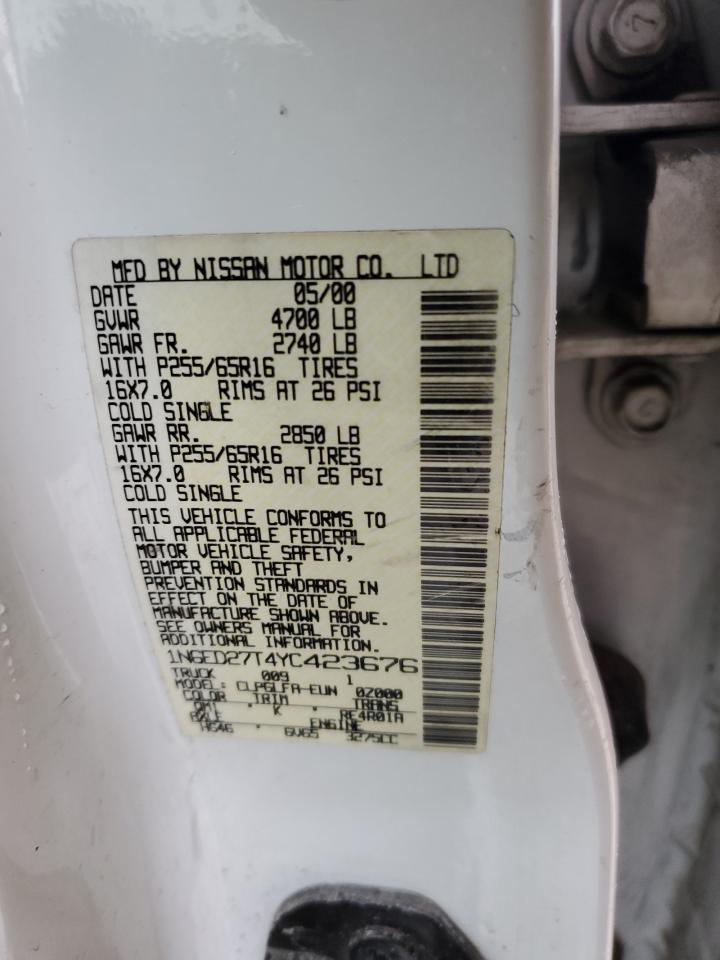 MFD BY NISSAN MOTOR CO. LTD
DATE 05/00
GVWR 4700 LB
GAWR FR. 2740 LB
WITH P255/65R16 TIRES
16X7.0 RIMS AT 26 PSI
COLD SINGLE
GAWR RR. 2850 LB
WITH P255/65R16 TIRES
16X7.0 RIMS AT 26 PSI
COLD SINGLE
THIS VEHICLE CONFORMS TO
ALL APPLICABLE FEDERAL
MOTOR VEHICLE SAFETY,
BUMPER AND THEFT
PREVENTION STANDARDS IN
EFFECT ON THE DATE OF
MANUFACTURE SHOWN ABOVE.
SEE OWNERS MANUAL FOR
ADDITIONAL INFORMATION.
1N6ED27T4YC423676
TRUCK 009 1
MODEL: CLPGLFA-EUN 0Z000
COLOR TRIM TRANS
QM1 K RE4R01A
AXLE ENGINE
3275CC